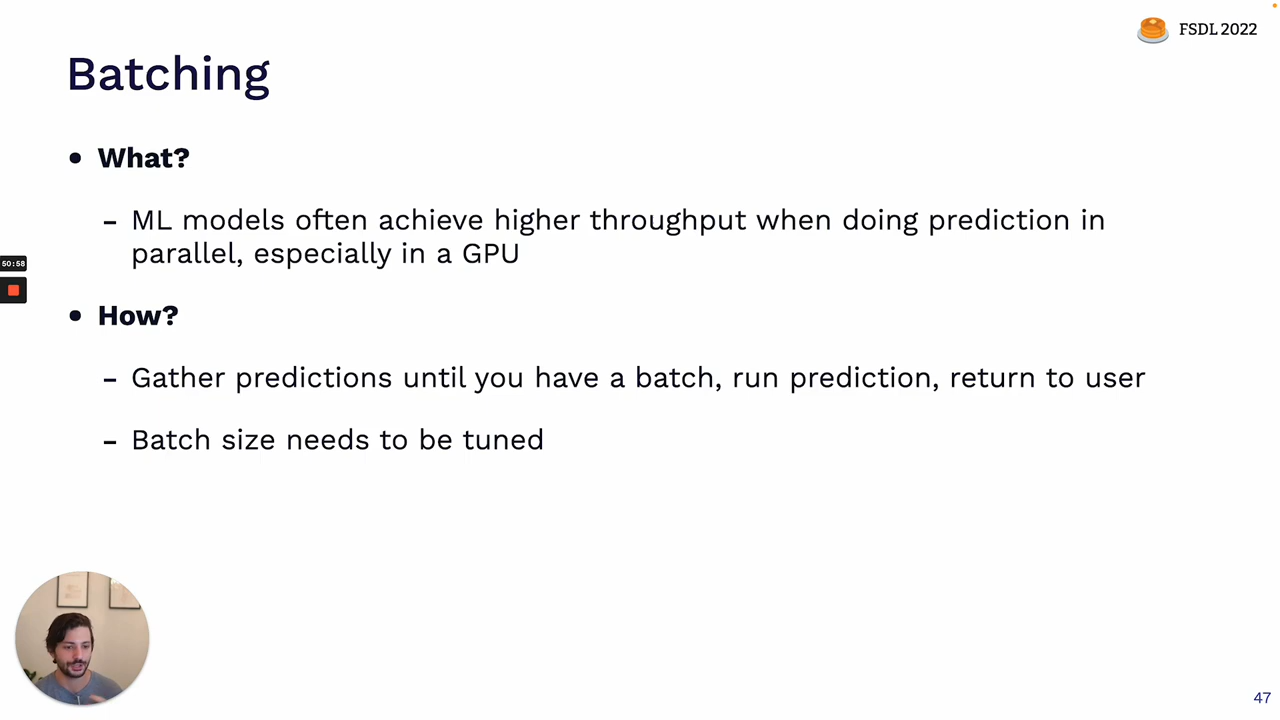 FSDL 2022
Batching
• What?
– ML models often achieve higher throughput when doing prediction in
parallel, especially in a GPU
50:58
• How?
– Gather predictions until you have a batch, run prediction, return to user
– Batch size needs to be tuned
47